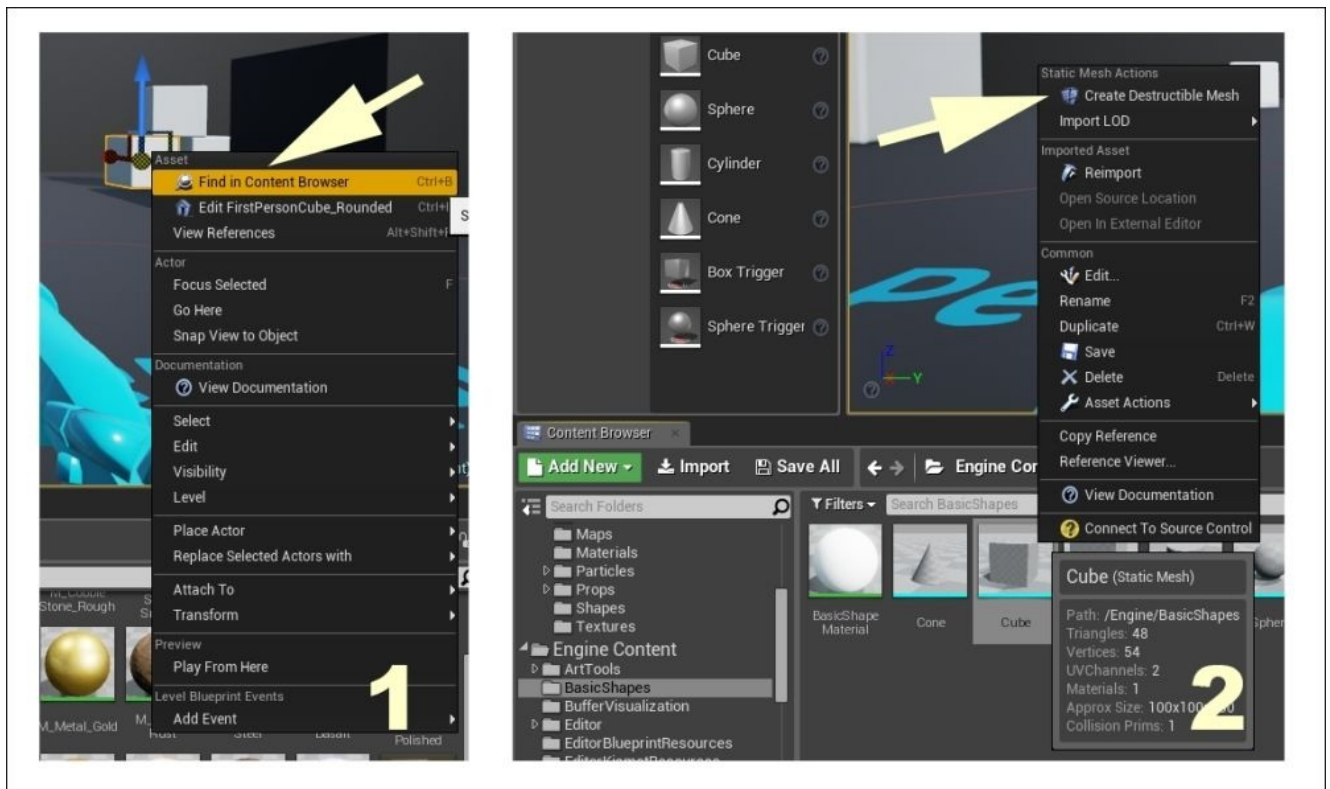 Asset
Find in Content Browser Ctrl+B
Edit FirstPersonCube_Rounded
View References
Actor
Focus Selected F
Go Here
Snap View to Object
Documentation
View Documentation
Select
Edit
Visibility
Level
Place Actor
Replace Selected Actors with
Attach To
Transform
Preview
Play From Here
Level Blueprint Events
Add Event
Stone_Rough
M_Metal_Gold
Polished
1
Cube
Sphere
Cylinder
Cone
Box Trigger
Sphere Trigger
Z
Y
Static Mesh Actions
Create Destructible Mesh
Import LOD
Imported Asset
Reimport
Open Source Location
Open In External Editor
Common
Edit...
Rename F2
Duplicate Ctrl+W
Save
Delete Delete
Asset Actions
Copy Reference
Reference Viewer...
View Documentation
Connect To Source Control
Content Browser
Add New Import Save All Engine Con
Search Folders
Filters Search BasicShapes
Maps
Materials
Particles
Props
Shapes
Textures
Engine Content
ArtTools
BasicShapes
BufferVisualization
Editor
EditorBlueprintResources
BasicShape
Material
Cone
Cube
Cube (Static Mesh)
Path: /Engine/BasicShapes
Triangles: 48
Vertices: 54
UVChannels: 2
Materials: 1
Approx Size:
Collision Prims: 1
2